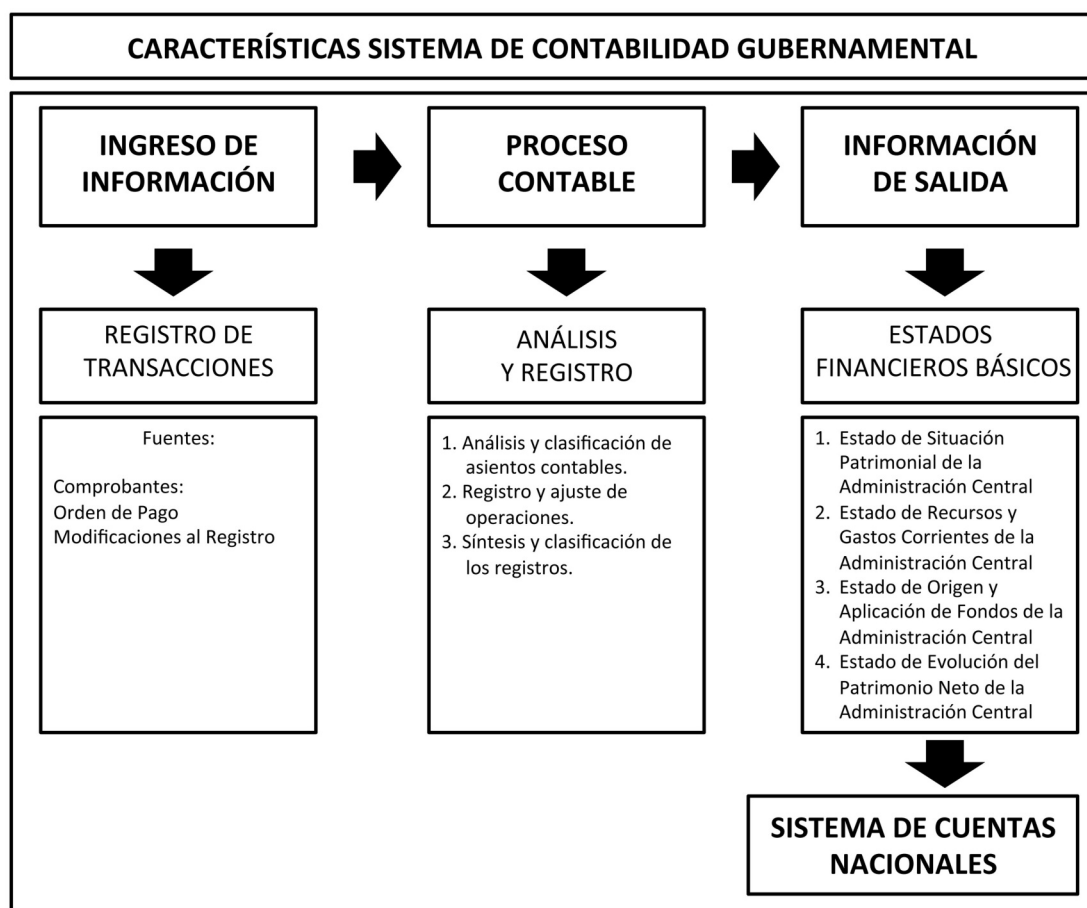 CARACTERÍSTICAS SISTEMA DE CONTABILIDAD GUBERNAMENTAL
INGRESO DE
INFORMACIÓN
PROCESO
CONTABLE
INFORMACIÓN
DE SALIDA
REGISTRO DE
TRANSACCIONES
ANÁLISIS
Y REGISTRO
ESTADOS
FINANCIEROS BÁSICOS
Fuentes:
Comprobantes:
Orden de Pago
Modificaciones al Registro
1. Análisis y clasificación de
asientos contables.
2. Registro y ajuste de
operaciones.
3. Síntesis y clasificación de
los registros.
1. Estado de Situación
Patrimonial de la
Administración Central
2. Estado de Recursos y
Gastos Corrientes de la
Administración Central
3. Estado de Origen y
Aplicación de Fondos de la
Administración Central
4. Estado de Evolución del
Patrimonio Neto de la
Administración Central
SISTEMA DE CUENTAS
NACIONALES